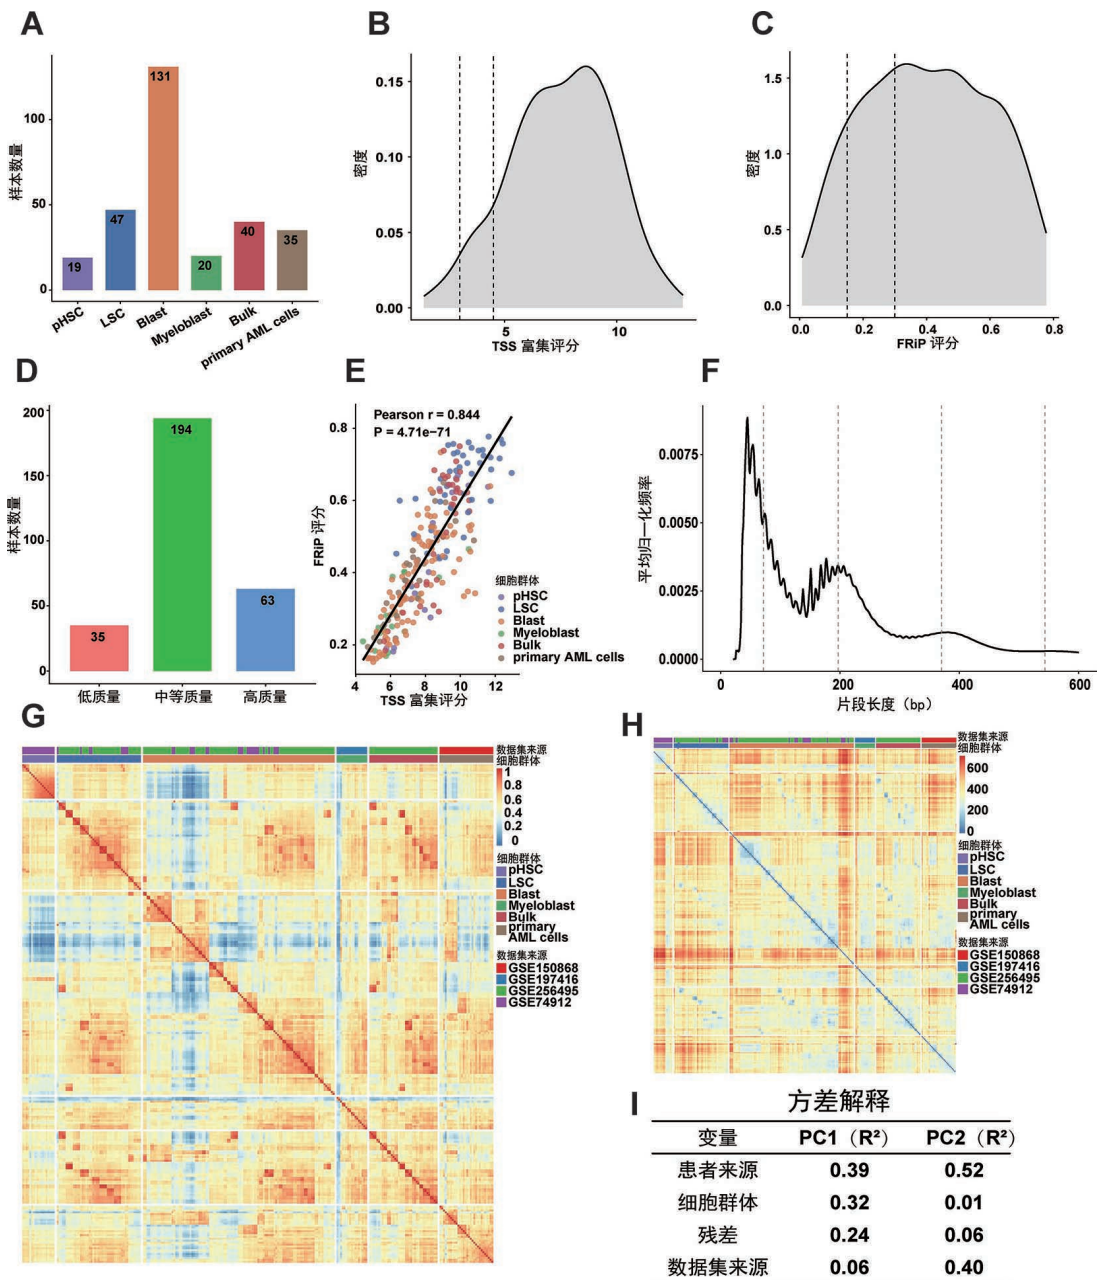 A
样本数量
100
50
0
19
47
131
20
40
35
pHSC
LSC
Blast
Myeloblast
Bulk
primary AML cells
B
密度
0.15
0.10
0.05
0.00
5
10
TSS 富集评分
C
密度
1.5
1.0
0.5
0.0
0.0
0.2
0.4
0.6
0.8
FRiP 评分
D
样本数量
200
150
100
50
0
35
194
63
低质量
中等质量
高质量
E
Pearson r = 0.844
P = 4.71e−71
FRiP 评分
0.8
0.6
0.4
0.2
4
6
8
10
12
TSS 富集评分
细胞群体
pHSC
LSC
Blast
Myeloblast
Bulk
primary AML cells
F
平均归一化频率
0.0075
0.0050
0.0025
0.0000
0
200
400
600
片段长度（bp）
G
数据集来源
细胞群体
1
0.8
0.6
0.4
0.2
0
细胞群体
pHSC
LSC
Blast
Myeloblast
Bulk
primary
AML cells
数据集来源
GSE150868
GSE197416
GSE256495
GSE74912
H
数据集来源
细胞群体
600
400
200
0
细胞群体
pHSC
LSC
Blast
Myeloblast
Bulk
primary
AML cells
数据集来源
GSE150868
GSE197416
GSE256495
GSE74912
I
方差解释
变量 PC1（R²） PC2（R²）
患者来源 0.39 0.52
细胞群体 0.32 0.01
残差 0.24 0.06
数据集来源 0.06 0.40